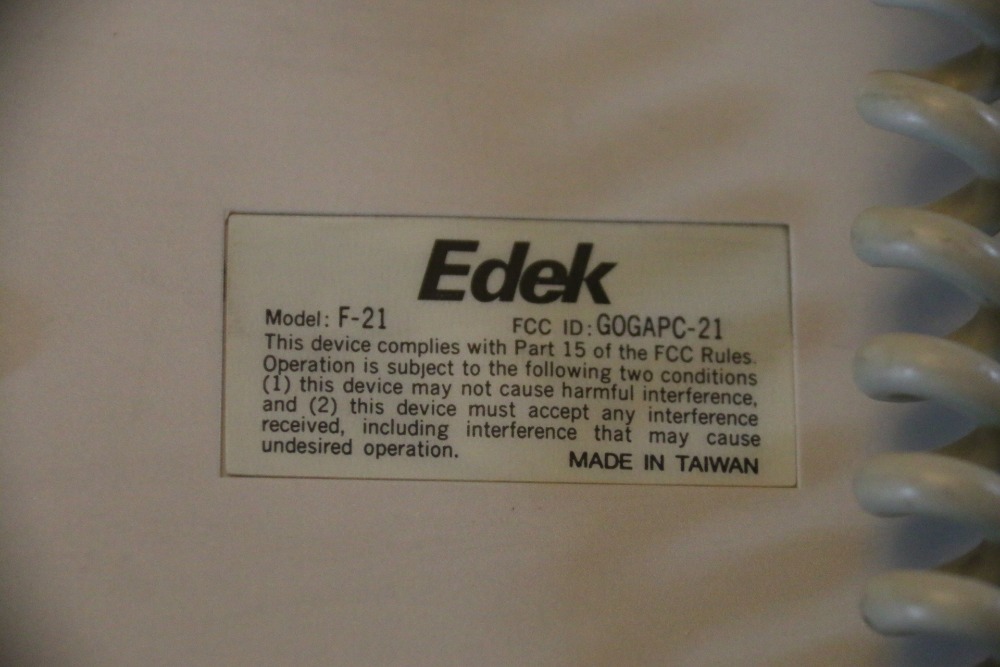 Edek
Model: F-21 FCC ID: GOGAPC-21
This device complies with Part 15 of the FCC Rules.
Operation is subject to the following two conditions
(1) this device may not cause harmful interference,
and (2) this device must accept any interference
received, including interference that may cause
undesired operation. MADE IN TAIWAN